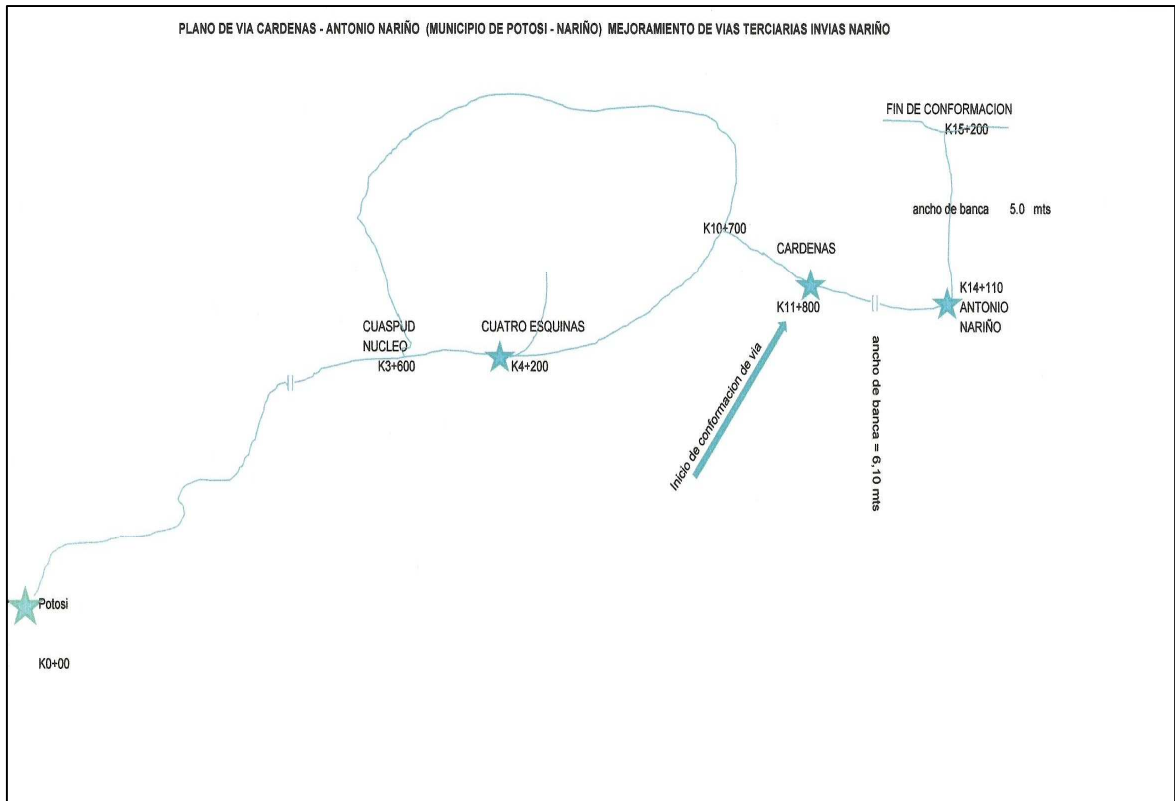 PLANO DE VIA CARDENAS - ANTONIO NARIÑO (MUNICIPIO DE POTOSI - NARIÑO) MEJORAMIENTO DE VIAS TERCIARIAS INVIAS NARIÑO
FIN DE CONFORMACION
K15+200
ancho de banca 5.0 mts
K10+700
CARDENAS
K11+800
K14+110
ANTONIO
NARIÑO
CUASPUD
NUCLEO
K3+600
CUATRO ESQUINAS
K4+200
Inicio de conformacion de via
ancho de banca = 6,10 mts
Potosi
K0+00